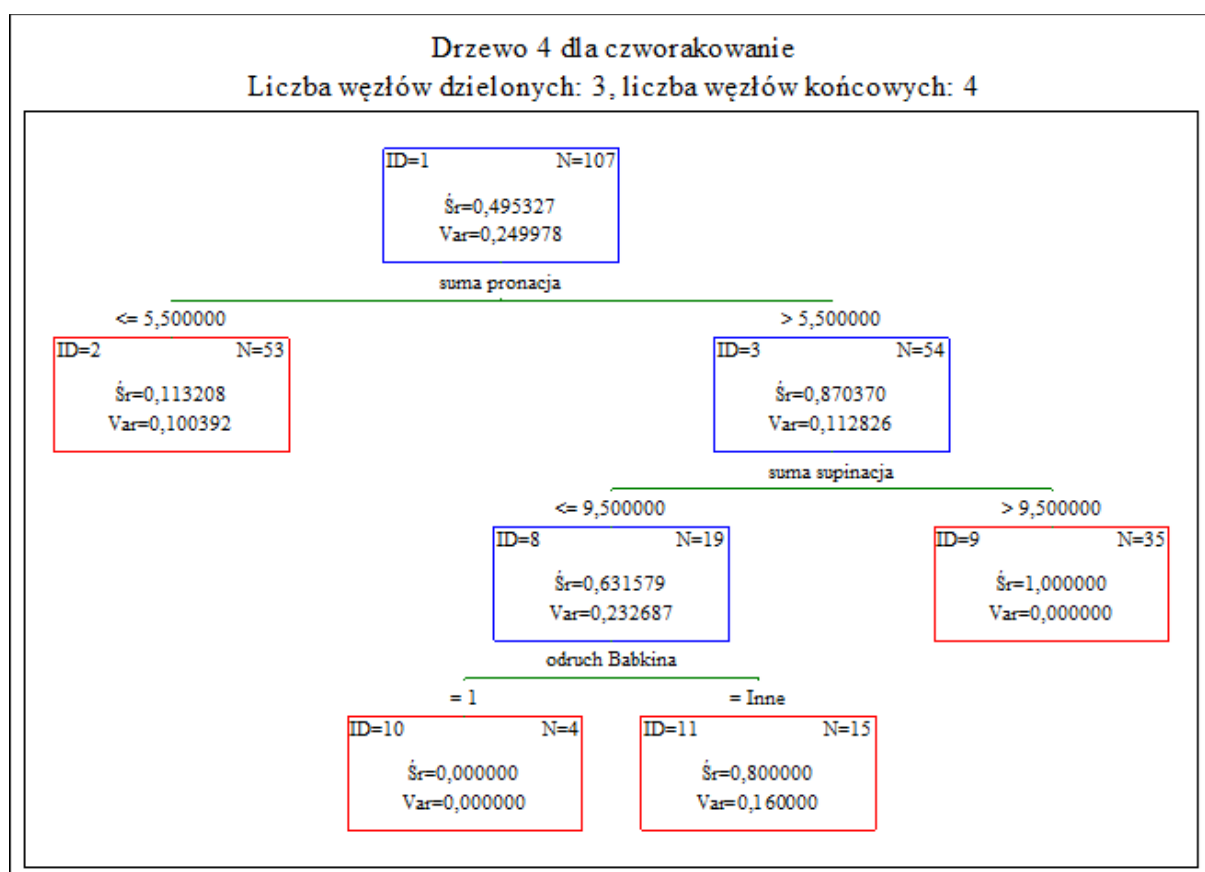 Drzewo 4 dla czworakowanie
Liczba węzłów dzielonych: 3, liczba węzłów końcowych: 4
ID=1 N=107
Śr=0,495327
Var=0,249978
suma pronacja
<= 5,500000 > 5,500000
ID=2 N=53 ID=3 N=54
Śr=0,113208 Śr=0,870370
Var=0,100392 Var=0,112826
suma supinacja
<= 9,500000 > 9,500000
ID=8 N=19 ID=9 N=35
Śr=0,631579 Śr=1,000000
Var=0,232687 Var=0,000000
odruch Babkina
= 1 = Inne
ID=10 N=4 ID=11 N=15
Śr=0,000000 Śr=0,800000
Var=0,000000 Var=0,160000